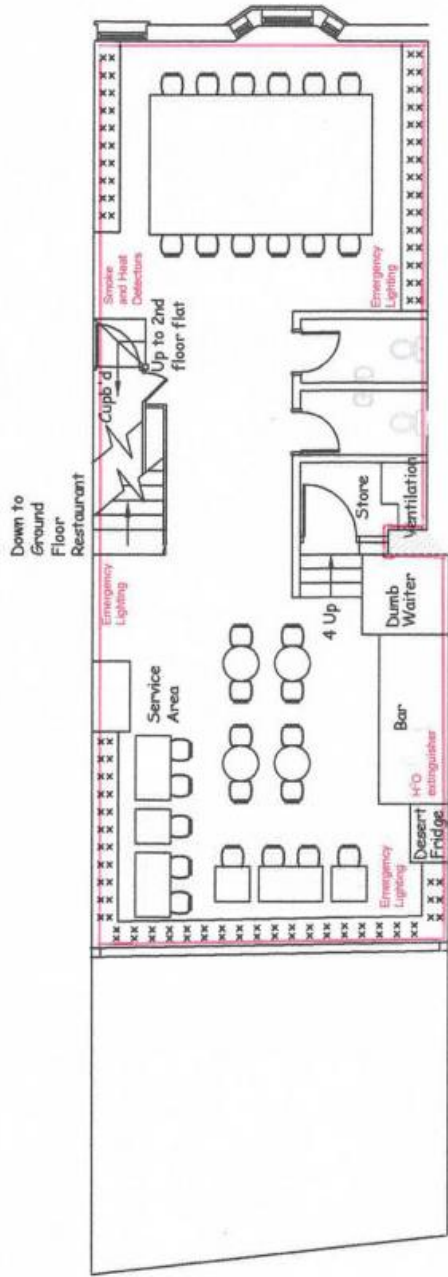 Down to
Ground
Floor
Restaurant
Smoke
and Heat
Detectors
Cupb'd
Up to 2nd
floor flat
Emergency
Lighting
Service
Area
Emergency
Lighting
4 Up
Store
Ventilation
Dumb
Waiter
Bar
H²O
extinguisher
Desert
Fridge
Emergency
Lighting